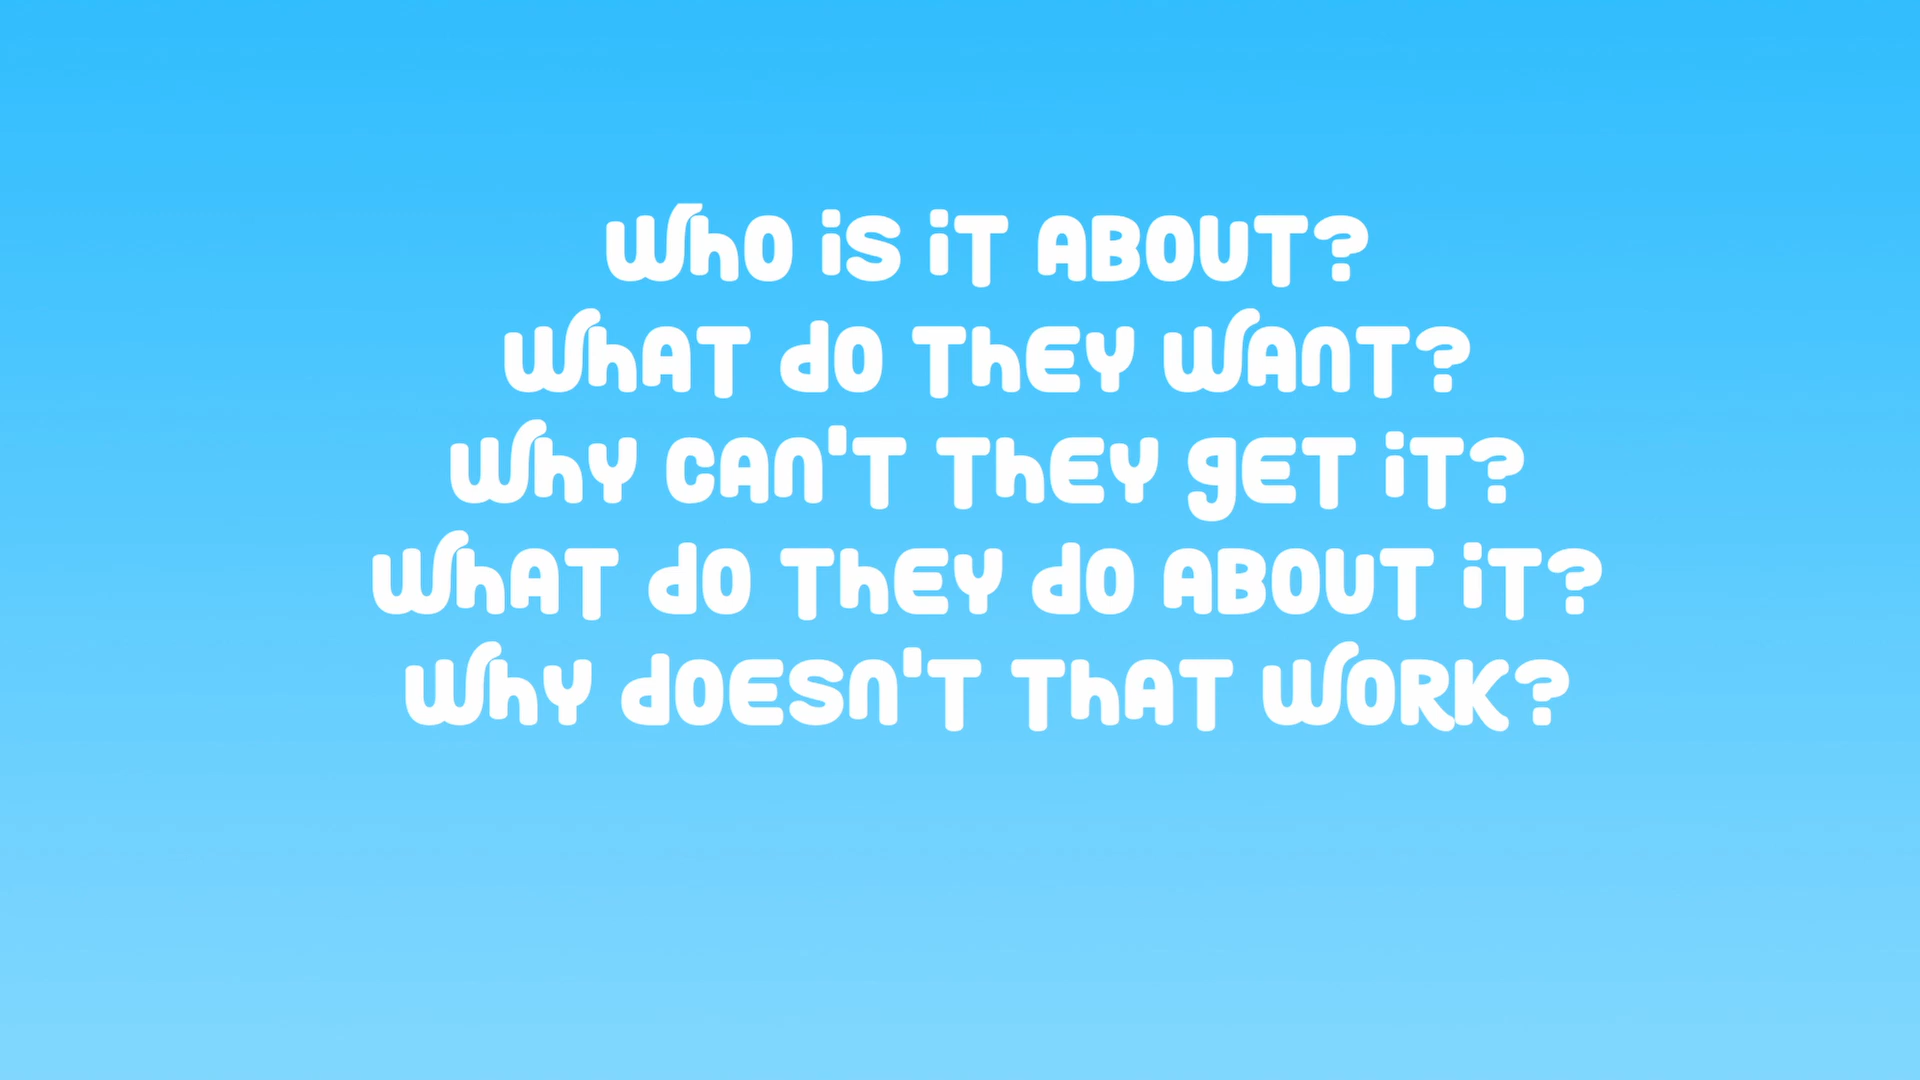 Who is it about?
What do they want?
Why can't they get it?
What do they do about it?
Why doesn't that work?